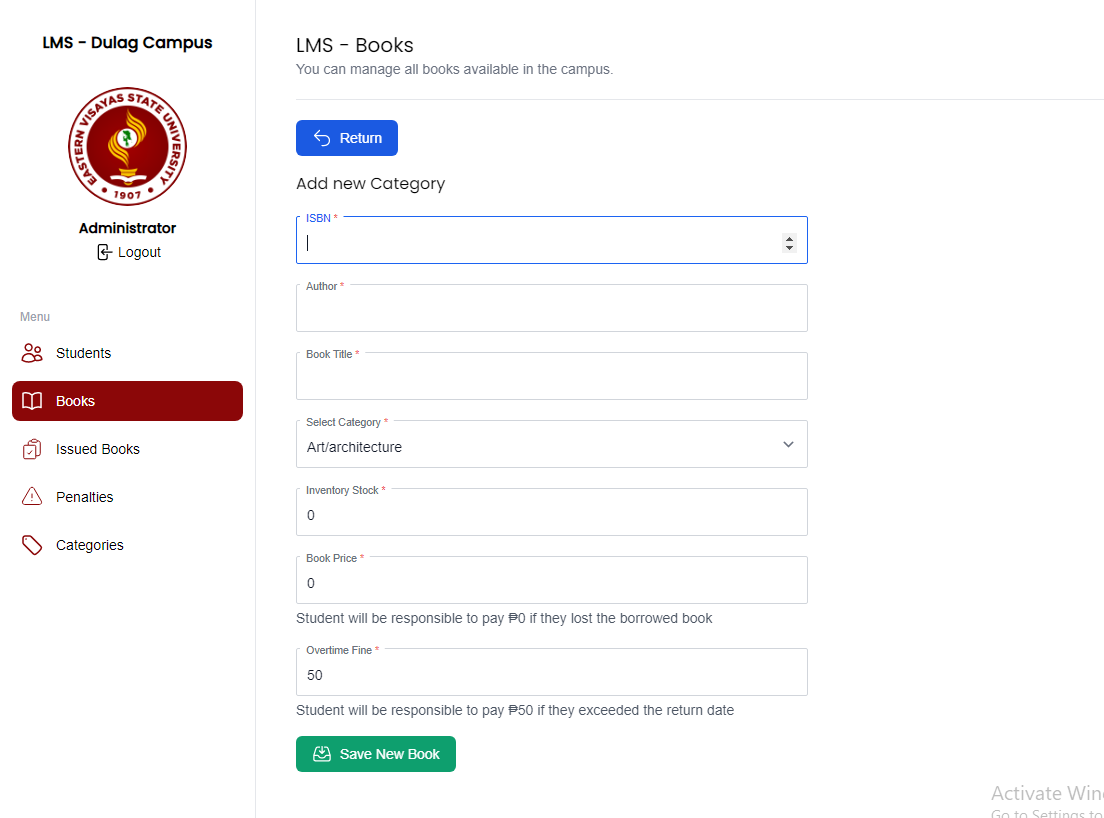 LMS - Dulag Campus
EASTERN VISAYAS STATE UNIVERSITY
1907
Administrator
Logout
Menu
Students
Books
Issued Books
Penalties
Categories
LMS - Books
You can manage all books available in the campus.
Return
Add new Category
ISBN *
Author *
Book Title *
Select Category *
Art/architecture
Inventory Stock *
0
Book Price *
0
Student will be responsible to pay ₱0 if they lost the borrowed book
Overtime Fine *
50
Student will be responsible to pay ₱50 if they exceeded the return date
Save New Book
Activate Win
Go to Settings to